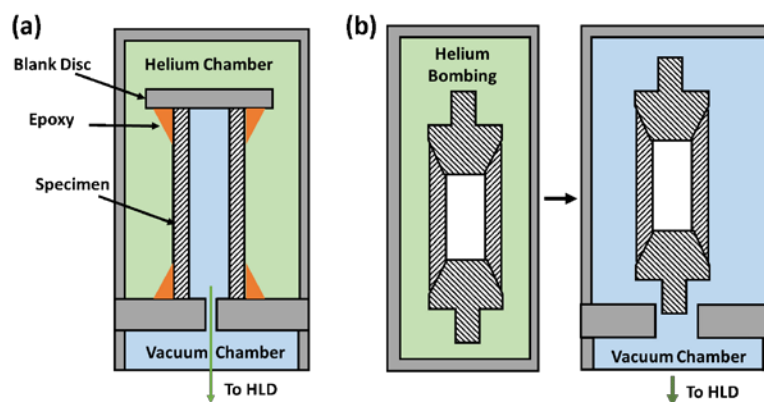 (a)
Helium Chamber
Blank Disc
Epoxy
Specimen
Vacuum Chamber
To HLD
(b)
Helium
Bombing
Vacuum Chamber
To HLD